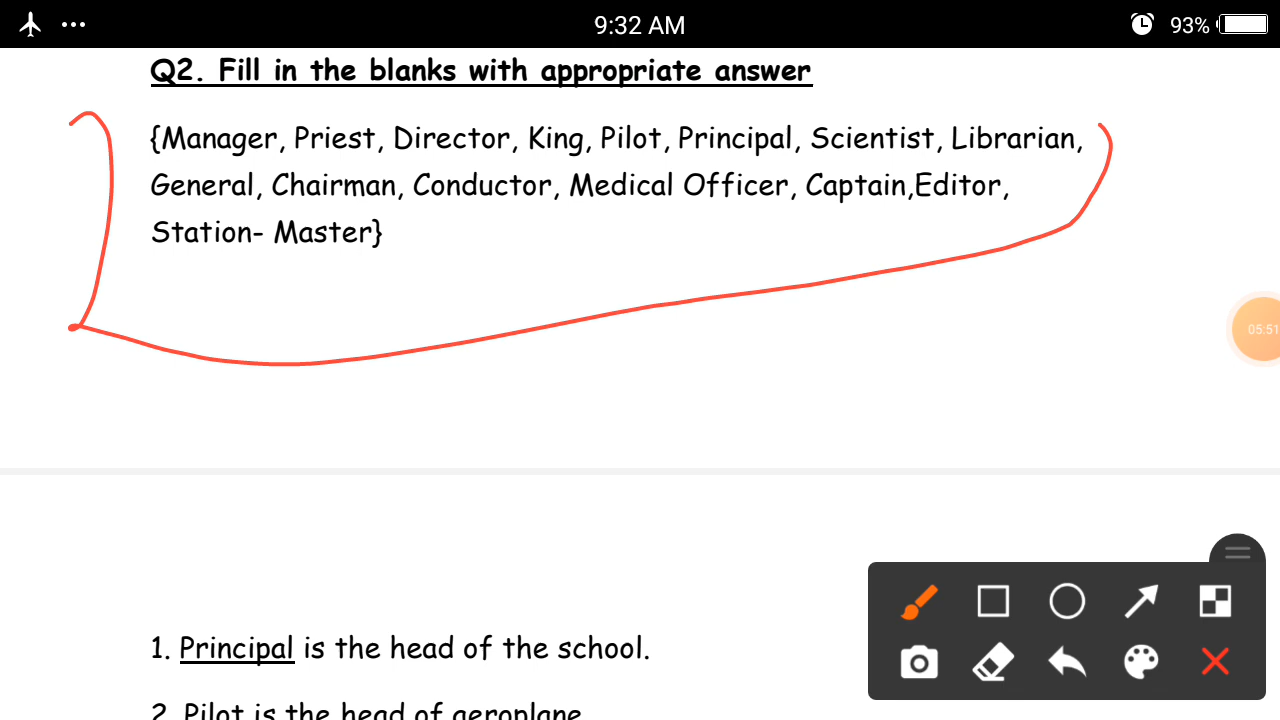 9:32 AM
93%
Q2. Fill in the blanks with appropriate answer
{Manager, Priest, Director, King, Pilot, Principal, Scientist, Librarian,
General, Chairman, Conductor, Medical Officer, Captain,Editor,
Station- Master}
05:51
1. Principal is the head of the school.
2. Pilot is the head of aeroplane